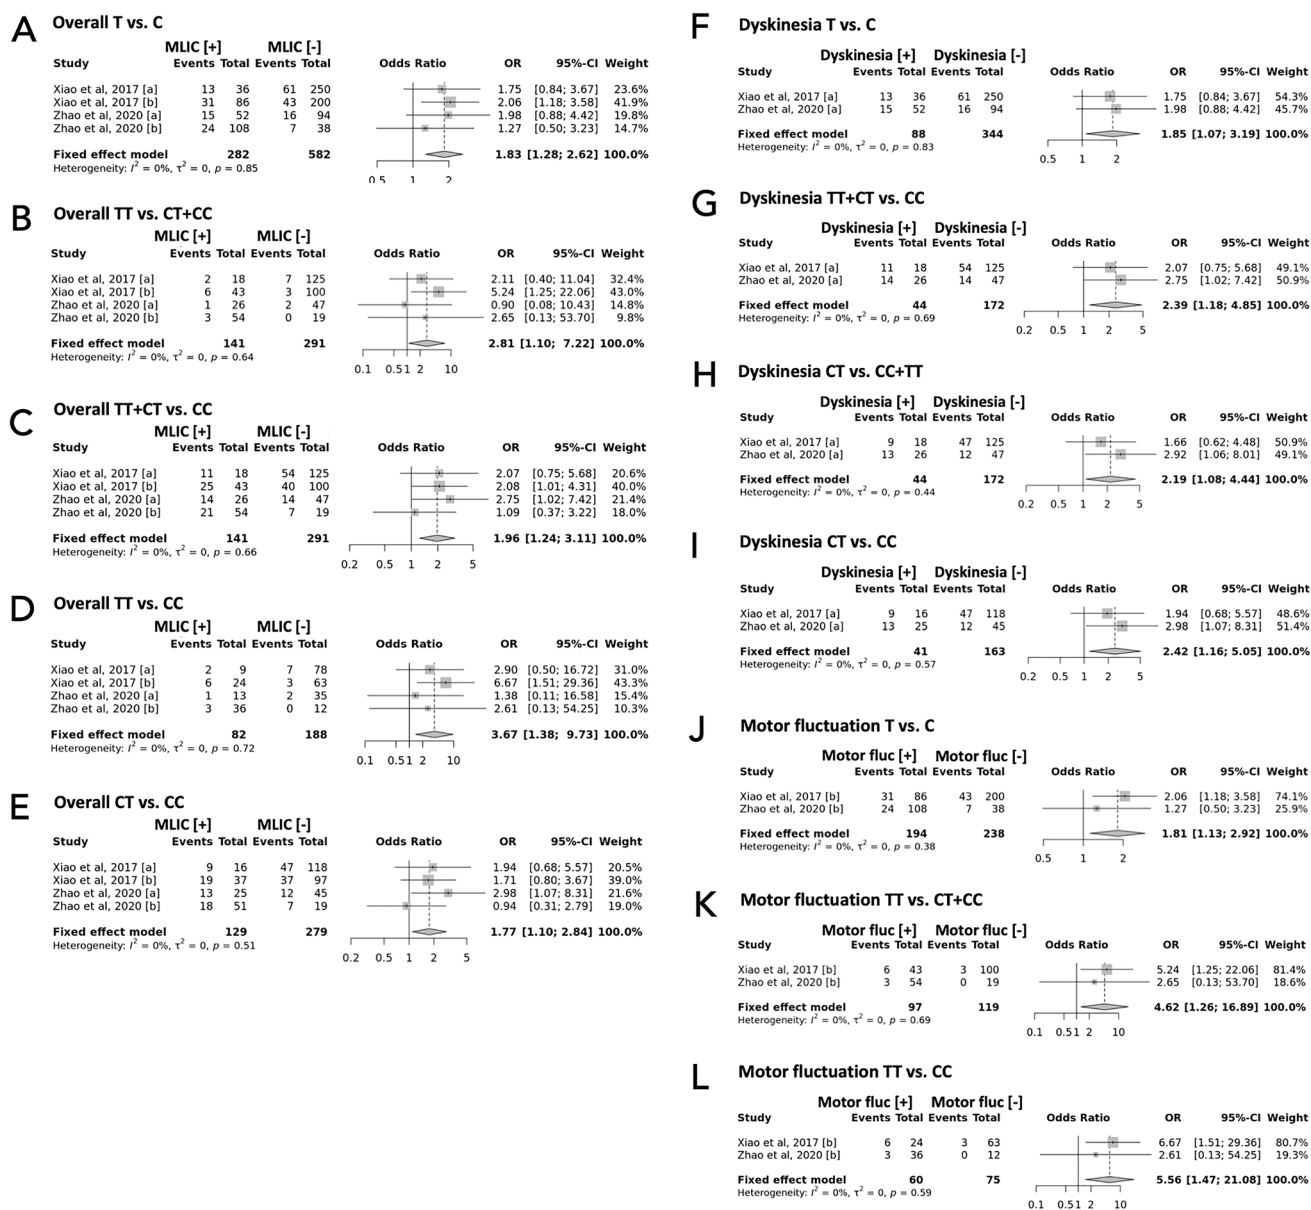 A Overall T vs. C
MLIC [+] MLIC [-]
Study Events Total Events Total Odds Ratio OR 95%-CI Weight
Xiao et al, 2017 [a] 13 36 61 250 1.75 [0.84; 3.67] 23.6%
Xiao et al, 2017 [b] 31 86 43 200 2.06 [1.18; 3.58] 41.9%
Zhao et al, 2020 [a] 15 52 16 94 1.98 [0.88; 4.42] 19.8%
Zhao et al, 2020 [b] 24 108 7 38 1.27 [0.50; 3.23] 14.7%
Fixed effect model 282 582 1.83 [1.28; 2.62] 100.0%
Heterogeneity: I² = 0%, τ² = 0, p = 0.85
0.5 1 2
B Overall TT vs. CT+CC
MLIC [+] MLIC [-]
Study Events Total Events Total Odds Ratio OR 95%-CI Weight
Xiao et al, 2017 [a] 2 18 7 125 2.11 [0.40; 11.04] 32.4%
Xiao et al, 2017 [b] 6 43 3 100 5.24 [1.25; 22.06] 43.0%
Zhao et al, 2020 [a] 1 26 2 47 0.90 [0.08; 10.43] 14.8%
Zhao et al, 2020 [b] 3 54 0 19 2.65 [0.13; 53.70] 9.8%
Fixed effect model 141 291 2.81 [1.10; 7.22] 100.0%
Heterogeneity: I² = 0%, τ² = 0, p = 0.64
0.1 0.5 1 2 10
C Overall TT+CT vs. CC
MLIC [+] MLIC [-]
Study Events Total Events Total Odds Ratio OR 95%-CI Weight
Xiao et al, 2017 [a] 11 18 54 125 2.07 [0.75; 5.68] 20.6%
Xiao et al, 2017 [b] 25 43 40 100 2.08 [1.01; 4.31] 40.0%
Zhao et al, 2020 [a] 14 26 14 47 2.75 [1.02; 7.42] 21.4%
Zhao et al, 2020 [b] 21 54 7 19 1.09 [0.37; 3.22] 18.0%
Fixed effect model 141 291 1.96 [1.24; 3.11] 100.0%
Heterogeneity: I² = 0%, τ² = 0, p = 0.66
0.2 0.5 1 2 5
D Overall TT vs. CC
MLIC [+] MLIC [-]
Study Events Total Events Total Odds Ratio OR 95%-CI Weight
Xiao et al, 2017 [a] 2 9 7 78 2.90 [0.50; 16.72] 31.0%
Xiao et al, 2017 [b] 6 24 3 63 6.67 [1.51; 29.36] 43.3%
Zhao et al, 2020 [a] 1 13 2 35 1.38 [0.11; 16.58] 15.4%
Zhao et al, 2020 [b] 3 36 0 12 2.61 [0.13; 54.25] 10.3%
Fixed effect model 82 188 3.67 [1.38; 9.73] 100.0%
Heterogeneity: I² = 0%, τ² = 0, p = 0.72
0.1 0.5 1 2 10
E Overall CT vs. CC
MLIC [+] MLIC [-]
Study Events Total Events Total Odds Ratio OR 95%-CI Weight
Xiao et al, 2017 [a] 9 16 47 118 1.94 [0.68; 5.57] 20.5%
Xiao et al, 2017 [b] 19 37 37 97 1.71 [0.80; 3.67] 39.0%
Zhao et al, 2020 [a] 13 25 12 45 2.98 [1.07; 8.31] 21.6%
Zhao et al, 2020 [b] 18 51 7 19 0.94 [0.31; 2.79] 19.0%
Fixed effect model 129 279 1.77 [1.10; 2.84] 100.0%
Heterogeneity: I² = 0%, τ² = 0, p = 0.51
0.2 0.5 1 2 5
F Dyskinesia T vs. C
Dyskinesia [+] Dyskinesia [-]
Study Events Total Events Total Odds Ratio OR 95%-CI Weight
Xiao et al, 2017 [a] 13 36 61 250 1.75 [0.84; 3.67] 54.3%
Zhao et al, 2020 [a] 15 52 16 94 1.98 [0.88; 4.42] 45.7%
Fixed effect model 88 344 1.85 [1.07; 3.19] 100.0%
Heterogeneity: I² = 0%, τ² = 0, p = 0.83
0.5 1 2
G Dyskinesia TT+CT vs. CC
Dyskinesia [+] Dyskinesia [-]
Study Events Total Events Total Odds Ratio OR 95%-CI Weight
Xiao et al, 2017 [a] 11 18 54 125 2.07 [0.75; 5.68] 49.1%
Zhao et al, 2020 [a] 14 26 14 47 2.75 [1.02; 7.42] 50.9%
Fixed effect model 44 172 2.39 [1.18; 4.85] 100.0%
Heterogeneity: I² = 0%, τ² = 0, p = 0.69
0.2 0.5 1 2 5
H Dyskinesia CT vs. CC+TT
Dyskinesia [+] Dyskinesia [-]
Study Events Total Events Total Odds Ratio OR 95%-CI Weight
Xiao et al, 2017 [a] 9 18 47 125 1.66 [0.62; 4.48] 50.9%
Zhao et al, 2020 [a] 13 26 12 47 2.92 [1.06; 8.01] 49.1%
Fixed effect model 44 172 2.19 [1.08; 4.44] 100.0%
Heterogeneity: I² = 0%, τ² = 0, p = 0.44
0.2 0.5 1 2 5
I Dyskinesia CT vs. CC
Dyskinesia [+] Dyskinesia [-]
Study Events Total Events Total Odds Ratio OR 95%-CI Weight
Xiao et al, 2017 [a] 9 16 47 118 1.94 [0.68; 5.57] 48.6%
Zhao et al, 2020 [a] 13 25 12 45 2.98 [1.07; 8.31] 51.4%
Fixed effect model 41 163 2.42 [1.16; 5.05] 100.0%
Heterogeneity: I² = 0%, τ² = 0, p = 0.57
0.2 0.5 1 2 5
J Motor fluctuation T vs. C
Motor fluc [+] Motor fluc [-]
Study Events Total Events Total Odds Ratio OR 95%-CI Weight
Xiao et al, 2017 [b] 31 86 43 200 2.06 [1.18; 3.58] 74.1%
Zhao et al, 2020 [b] 24 108 7 38 1.27 [0.50; 3.23] 25.9%
Fixed effect model 194 238 1.81 [1.13; 2.92] 100.0%
Heterogeneity: I² = 0%, τ² = 0, p = 0.38
0.5 1 2
K Motor fluctuation TT vs. CT+CC
Motor fluc [+] Motor fluc [-]
Study Events Total Events Total Odds Ratio OR 95%-CI Weight
Xiao et al, 2017 [b] 6 43 3 100 5.24 [1.25; 22.06] 81.4%
Zhao et al, 2020 [b] 3 54 0 19 2.65 [0.13; 53.70] 18.6%
Fixed effect model 97 119 4.62 [1.26; 16.89] 100.0%
Heterogeneity: I² = 0%, τ² = 0, p = 0.69
0.1 0.5 1 2 10
L Motor fluctuation TT vs. CC
Motor fluc [+] Motor fluc [-]
Study Events Total Events Total Odds Ratio OR 95%-CI Weight
Xiao et al, 2017 [b] 6 24 3 63 6.67 [1.51; 29.36] 80.7%
Zhao et al, 2020 [b] 3 36 0 12 2.61 [0.13; 54.25] 19.3%
Fixed effect model 60 75 5.56 [1.47; 21.08] 100.0%
Heterogeneity: I² = 0%, τ² = 0, p = 0.59
0.1 0.5 1 2 10